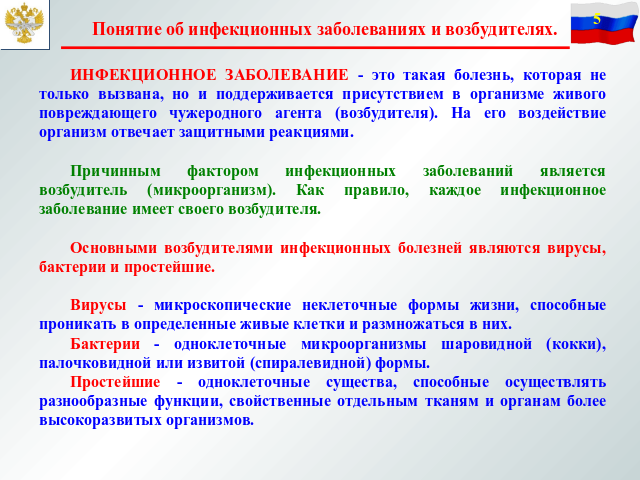 Понятие об инфекционных заболеваниях и возбудителях.
5
ИНФЕКЦИОННОЕ ЗАБОЛЕВАНИЕ - это такая болезнь, которая не
только вызвана, но и поддерживается присутствием в организме живого
повреждающего чужеродного агента (возбудителя). На его воздействие
организм отвечает защитными реакциями.
Причинным фактором инфекционных заболеваний является
возбудитель (микроорганизм). Как правило, каждое инфекционное
заболевание имеет своего возбудителя.
Основными возбудителями инфекционных болезней являются вирусы,
бактерии и простейшие.
Вирусы - микроскопические неклеточные формы жизни, способные
проникать в определенные живые клетки и размножаться в них.
Бактерии - одноклеточные микроорганизмы шаровидной (кокки),
палочковидной или извитой (спиралевидной) формы.
Простейшие - одноклеточные существа, способные осуществлять
разнообразные функции, свойственные отдельным тканям и органам более
высокоразвитых организмов.